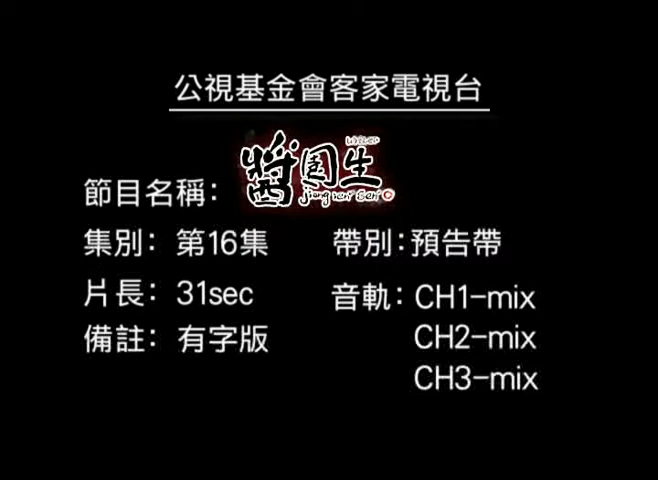 公視基金會客家電視台
節目名稱: 醬園生
集別: 第16集 帶別:預告帶
片長: 31sec 音軌: CH1-mix
備註: 有字版 CH2-mix
CH3-mix